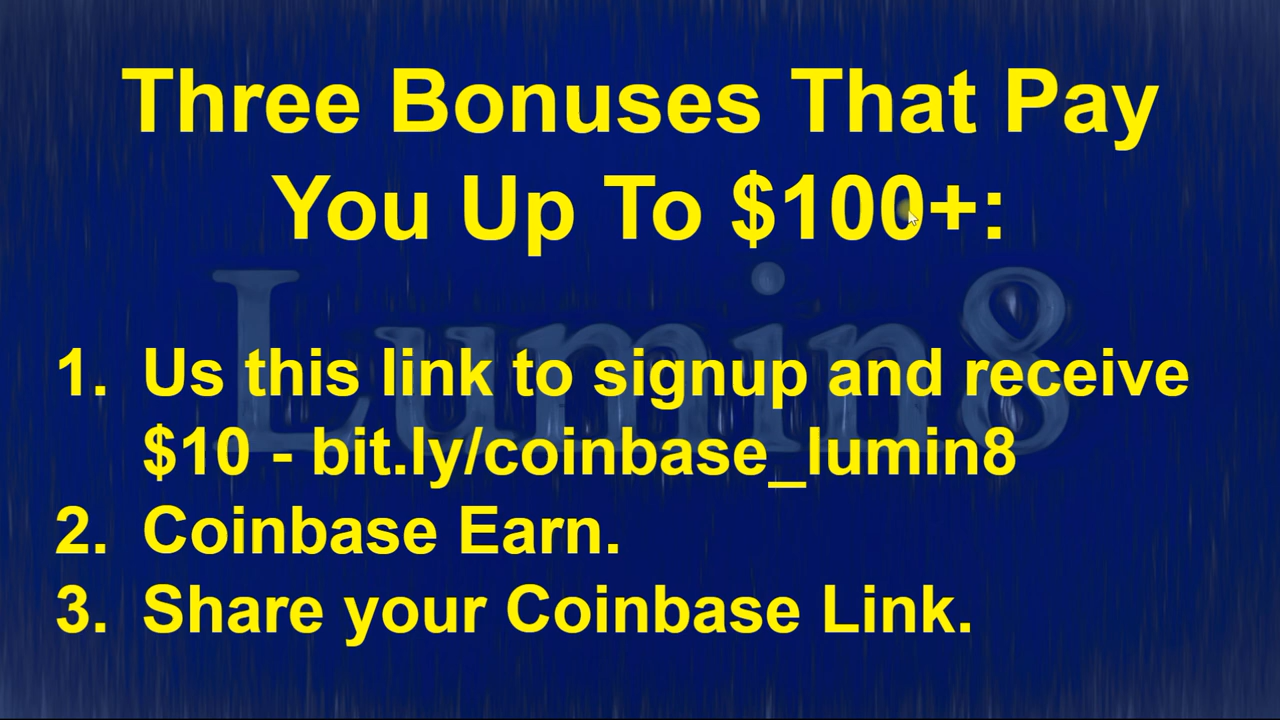 Three Bonuses That Pay
You Up To $100+:
Lumin8
1. Us this link to signup and receive
$10 - bit.ly/coinbase_lumin8
2. Coinbase Earn.
3. Share your Coinbase Link.